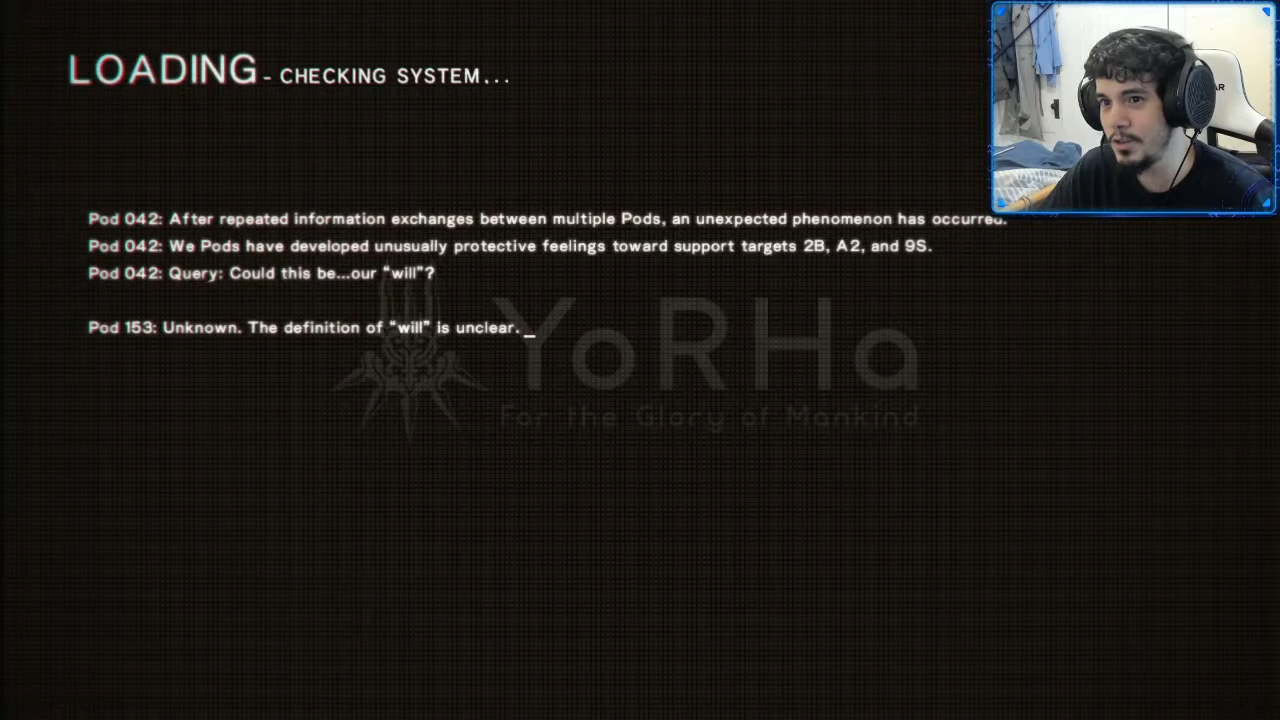 LOADING - CHECKING SYSTEM...
AR
Pod 042: After repeated information exchanges between multiple Pods, an unexpected phenomenon has occurred.
Pod 042: We Pods have developed unusually protective feelings toward support targets 2B, A2, and 9S.
Pod 042: Query: Could this be...our “will”?
Pod 153: Unknown. The definition of “will” is unclear. _
YoRHa
For the Glory of Mankind